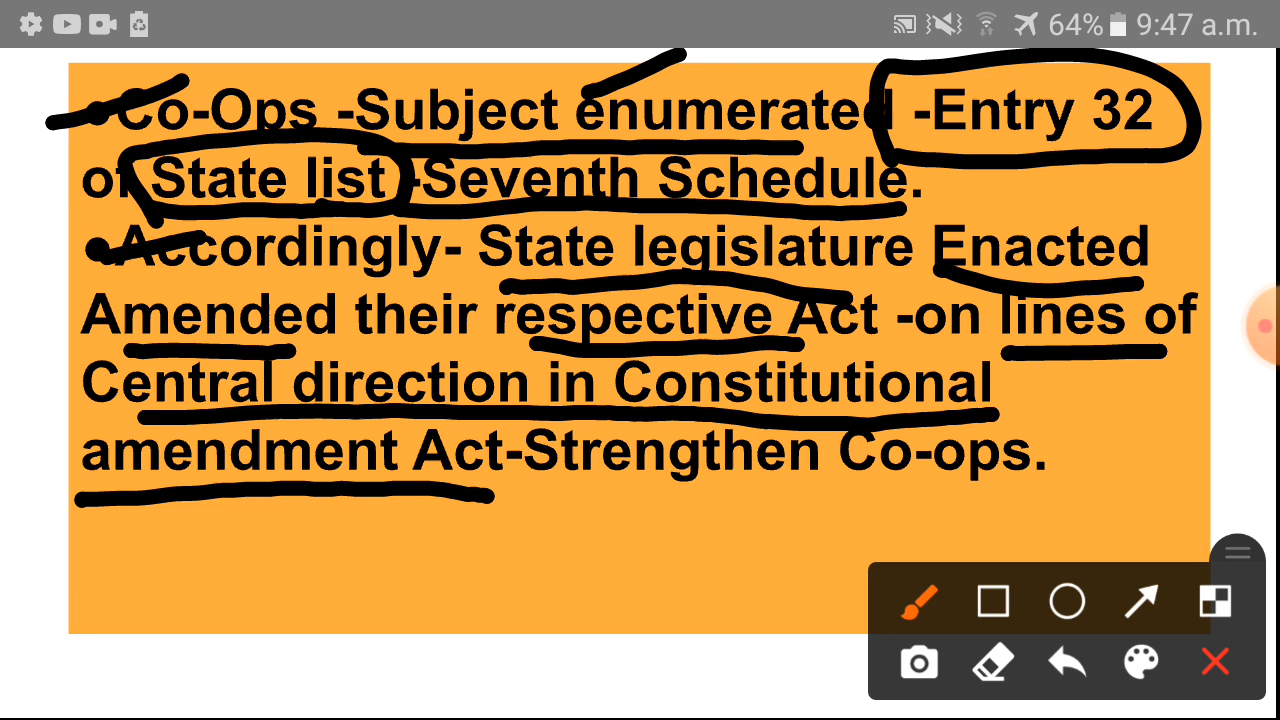 64% 9:47 a.m.
•Co-Ops -Subject enumerated -Entry 32
of State list -Seventh Schedule.
•Accordingly- State legislature Enacted
Amended their respective Act -on lines of
Central direction in Constitutional
amendment Act-Strengthen Co-ops.